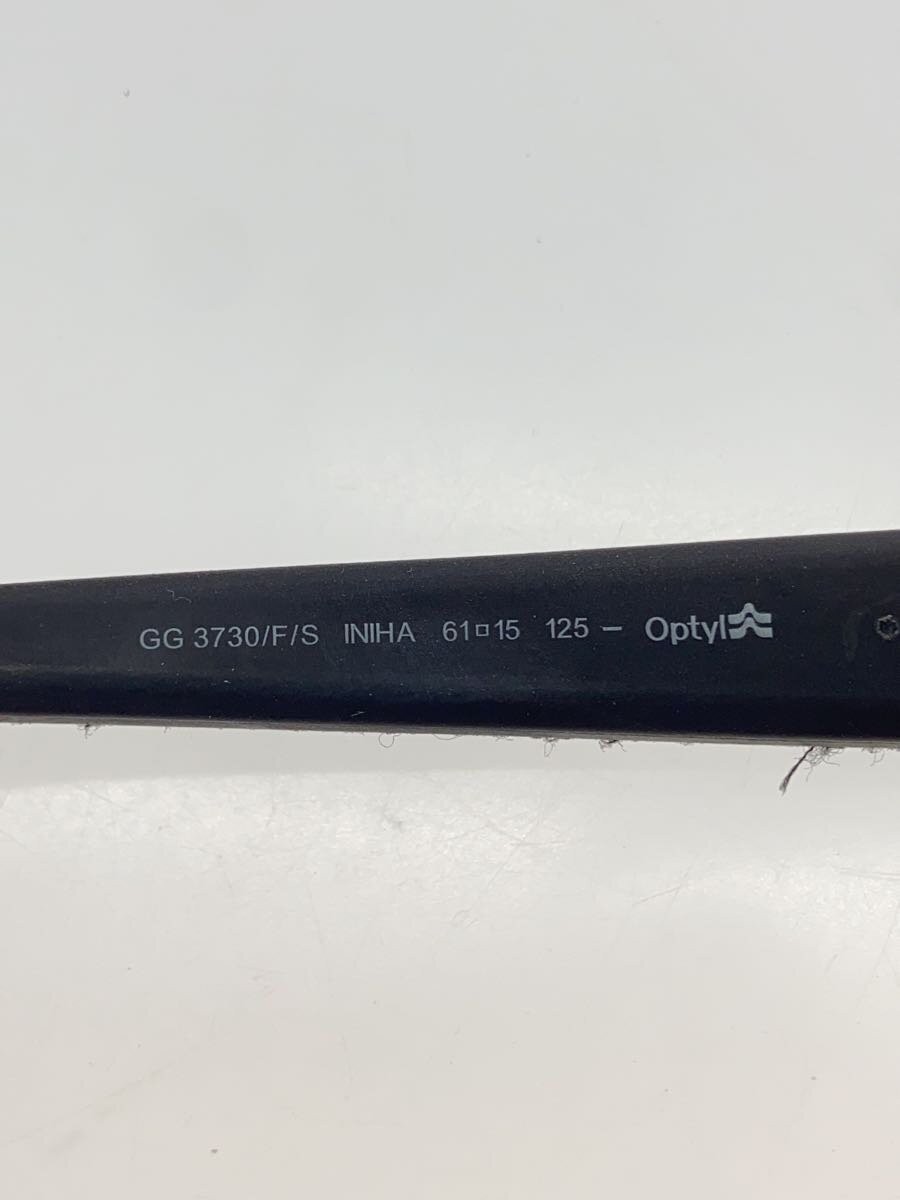 GG 3730/F/S INIHA 61□15 125 – Optyl